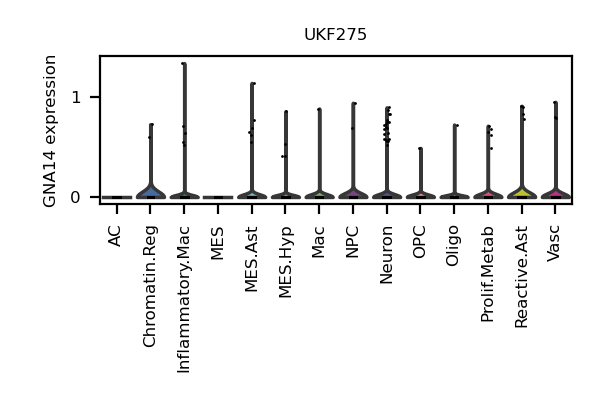 UKF275
GNA14 expression
1
0
AC
Chromatin.Reg
Inflammatory.Mac
MES
MES.Ast
MES.Hyp
Mac
NPC
Neuron
OPC
Oligo
Prolif.Metab
Reactive.Ast
Vasc